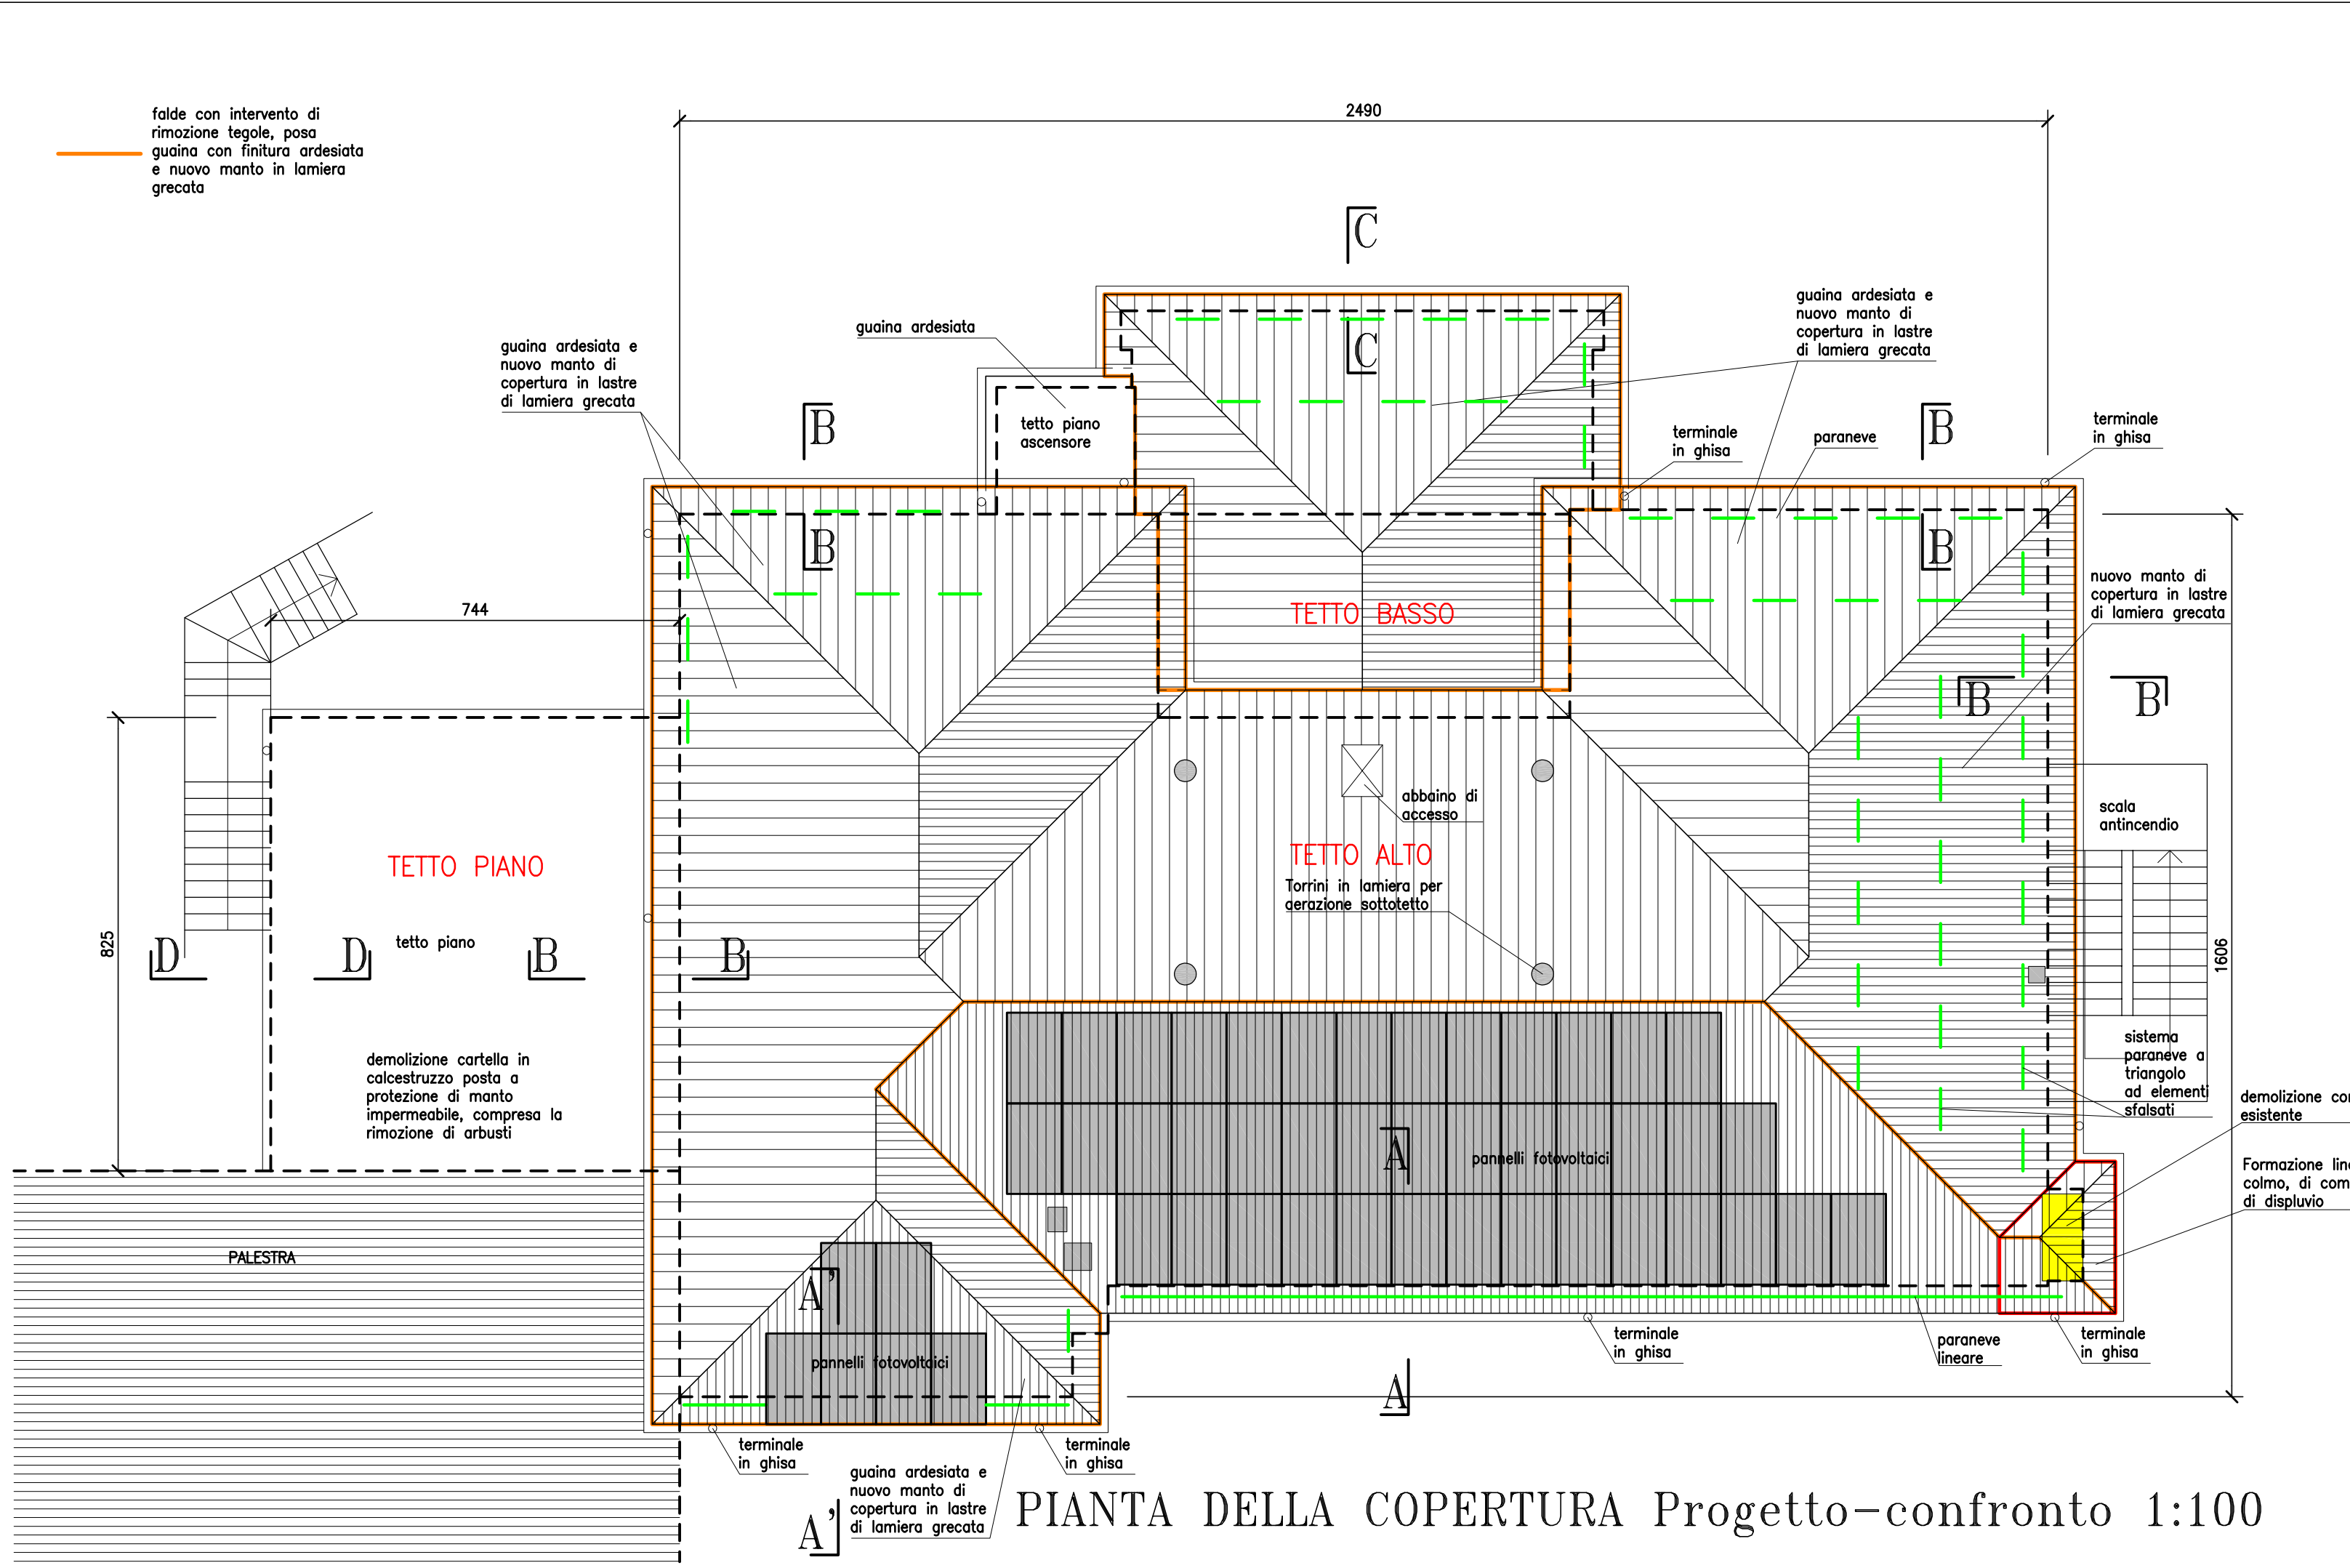 2490
falde con intervento di
rimozione tegole, posa
guaina con finitura ardesiata
e nuovo manto in lamiera
grecata
C
C
guaina ardesiata
guaina ardesiata e
nuovo manto di
copertura in lastre
di lamiera grecata
guaina ardesiata e
nuovo manto di
copertura in lastre
di lamiera grecata
B
B
tetto piano
ascensore
terminale
in ghisa
paraneve
B
B
terminale
in ghisa
744
TETTO BASSO
nuovo manto di
copertura in lastre
di lamiera grecata
B
B
abbaino di
accesso
scala
antincendio
TETTO PIANO
TETTO ALTO
Torrini in lamiera per
aerazione sottotetto
825
1606
tetto piano
D
D
B
B
demolizione cartella in
calcestruzzo posta a
protezione di manto
impermeabile, compresa la
rimozione di arbusti
sistema
paraneve a
triangolo
ad elementi
sfalsati
demolizione
esistente
A
pannelli fotovoltaici
Formazione
colmo, di
di displuvio
PALESTRA
A'
pannelli fotovoltaici
terminale
in ghisa
paraneve
lineare
terminale
in ghisa
A
terminale
in ghisa
terminale
in ghisa
guaina ardesiata e
nuovo manto di
copertura in lastre
di lamiera grecata
A'
PIANTA DELLA COPERTURA Progetto-confronto 1:100